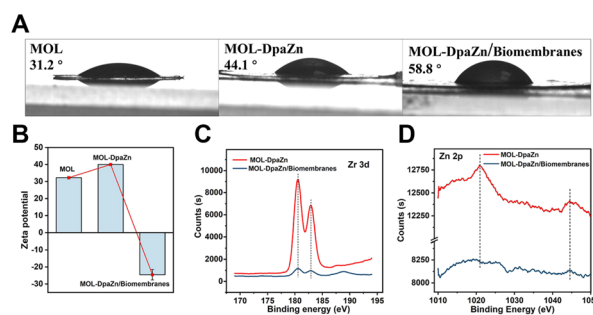 A
MOL
31.2 °
MOL-DpaZn
44.1 °
MOL-DpaZn/Biomembranes
58.8 °
B
Zeta potential
50
40
30
20
10
0
-10
-20
-30
MOL
MOL-DpaZn
MOL-DpaZn/Biomembranes
C
Counts (s)
10000
8000
6000
4000
2000
0
MOL-DpaZn
MOL-DpaZn/Biomembranes
Zr 3d
170
175
180
185
190
195
Binding energy (eV)
D
Zn 2p
Counts (s)
12750
12500
8250
8000
MOL-DpaZn
MOL-DpaZn/Biomembranes
1010
1020
1030
1040
1050
Binding energy (eV)